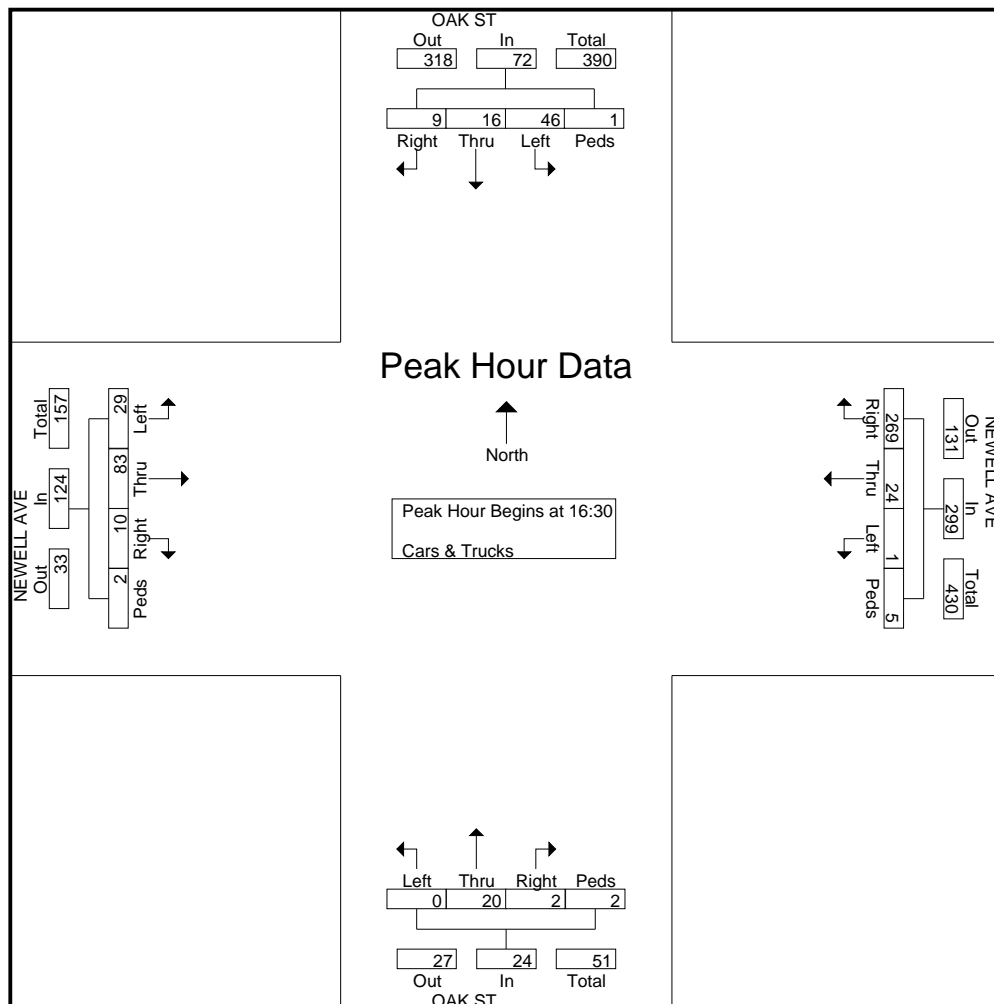 OAK ST
Out In Total
318 72 390
9 16 46 1
Right Thru Left Peds
Peak Hour Data
North
Peak Hour Begins at 16:30
Cars & Trucks
NEWELL AVE
Out In Total
33 124 157
29 83 10 2
Left Thru Right Peds
NEWELL AVE
Out In Total
131 299 430
269 24 1 5
Right Thru Left Peds
Left Thru Right Peds
0 20 2 2
27 24 51
Out In Total
OAK ST